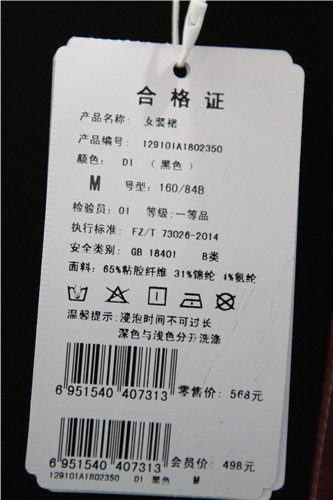 合格证
产品名称: 女装裙
产品编号: 129101A1802350
颜色: D1 (黑色)
M 号型: 160/84B
检验员: 01 等级: 一等品
执行标准: FZ/T 73026-2014
安全类别: GB 18401 B类
面料: 65%粘胶纤维 31%锦纶 4%氨纶
温馨提示: 浸泡时间不可过长
深色与浅色分开洗涤
6 951540 407313 零售价: 568元
6 951540 407313 会员价: 498元
129101A1802350 D1 黑色 M